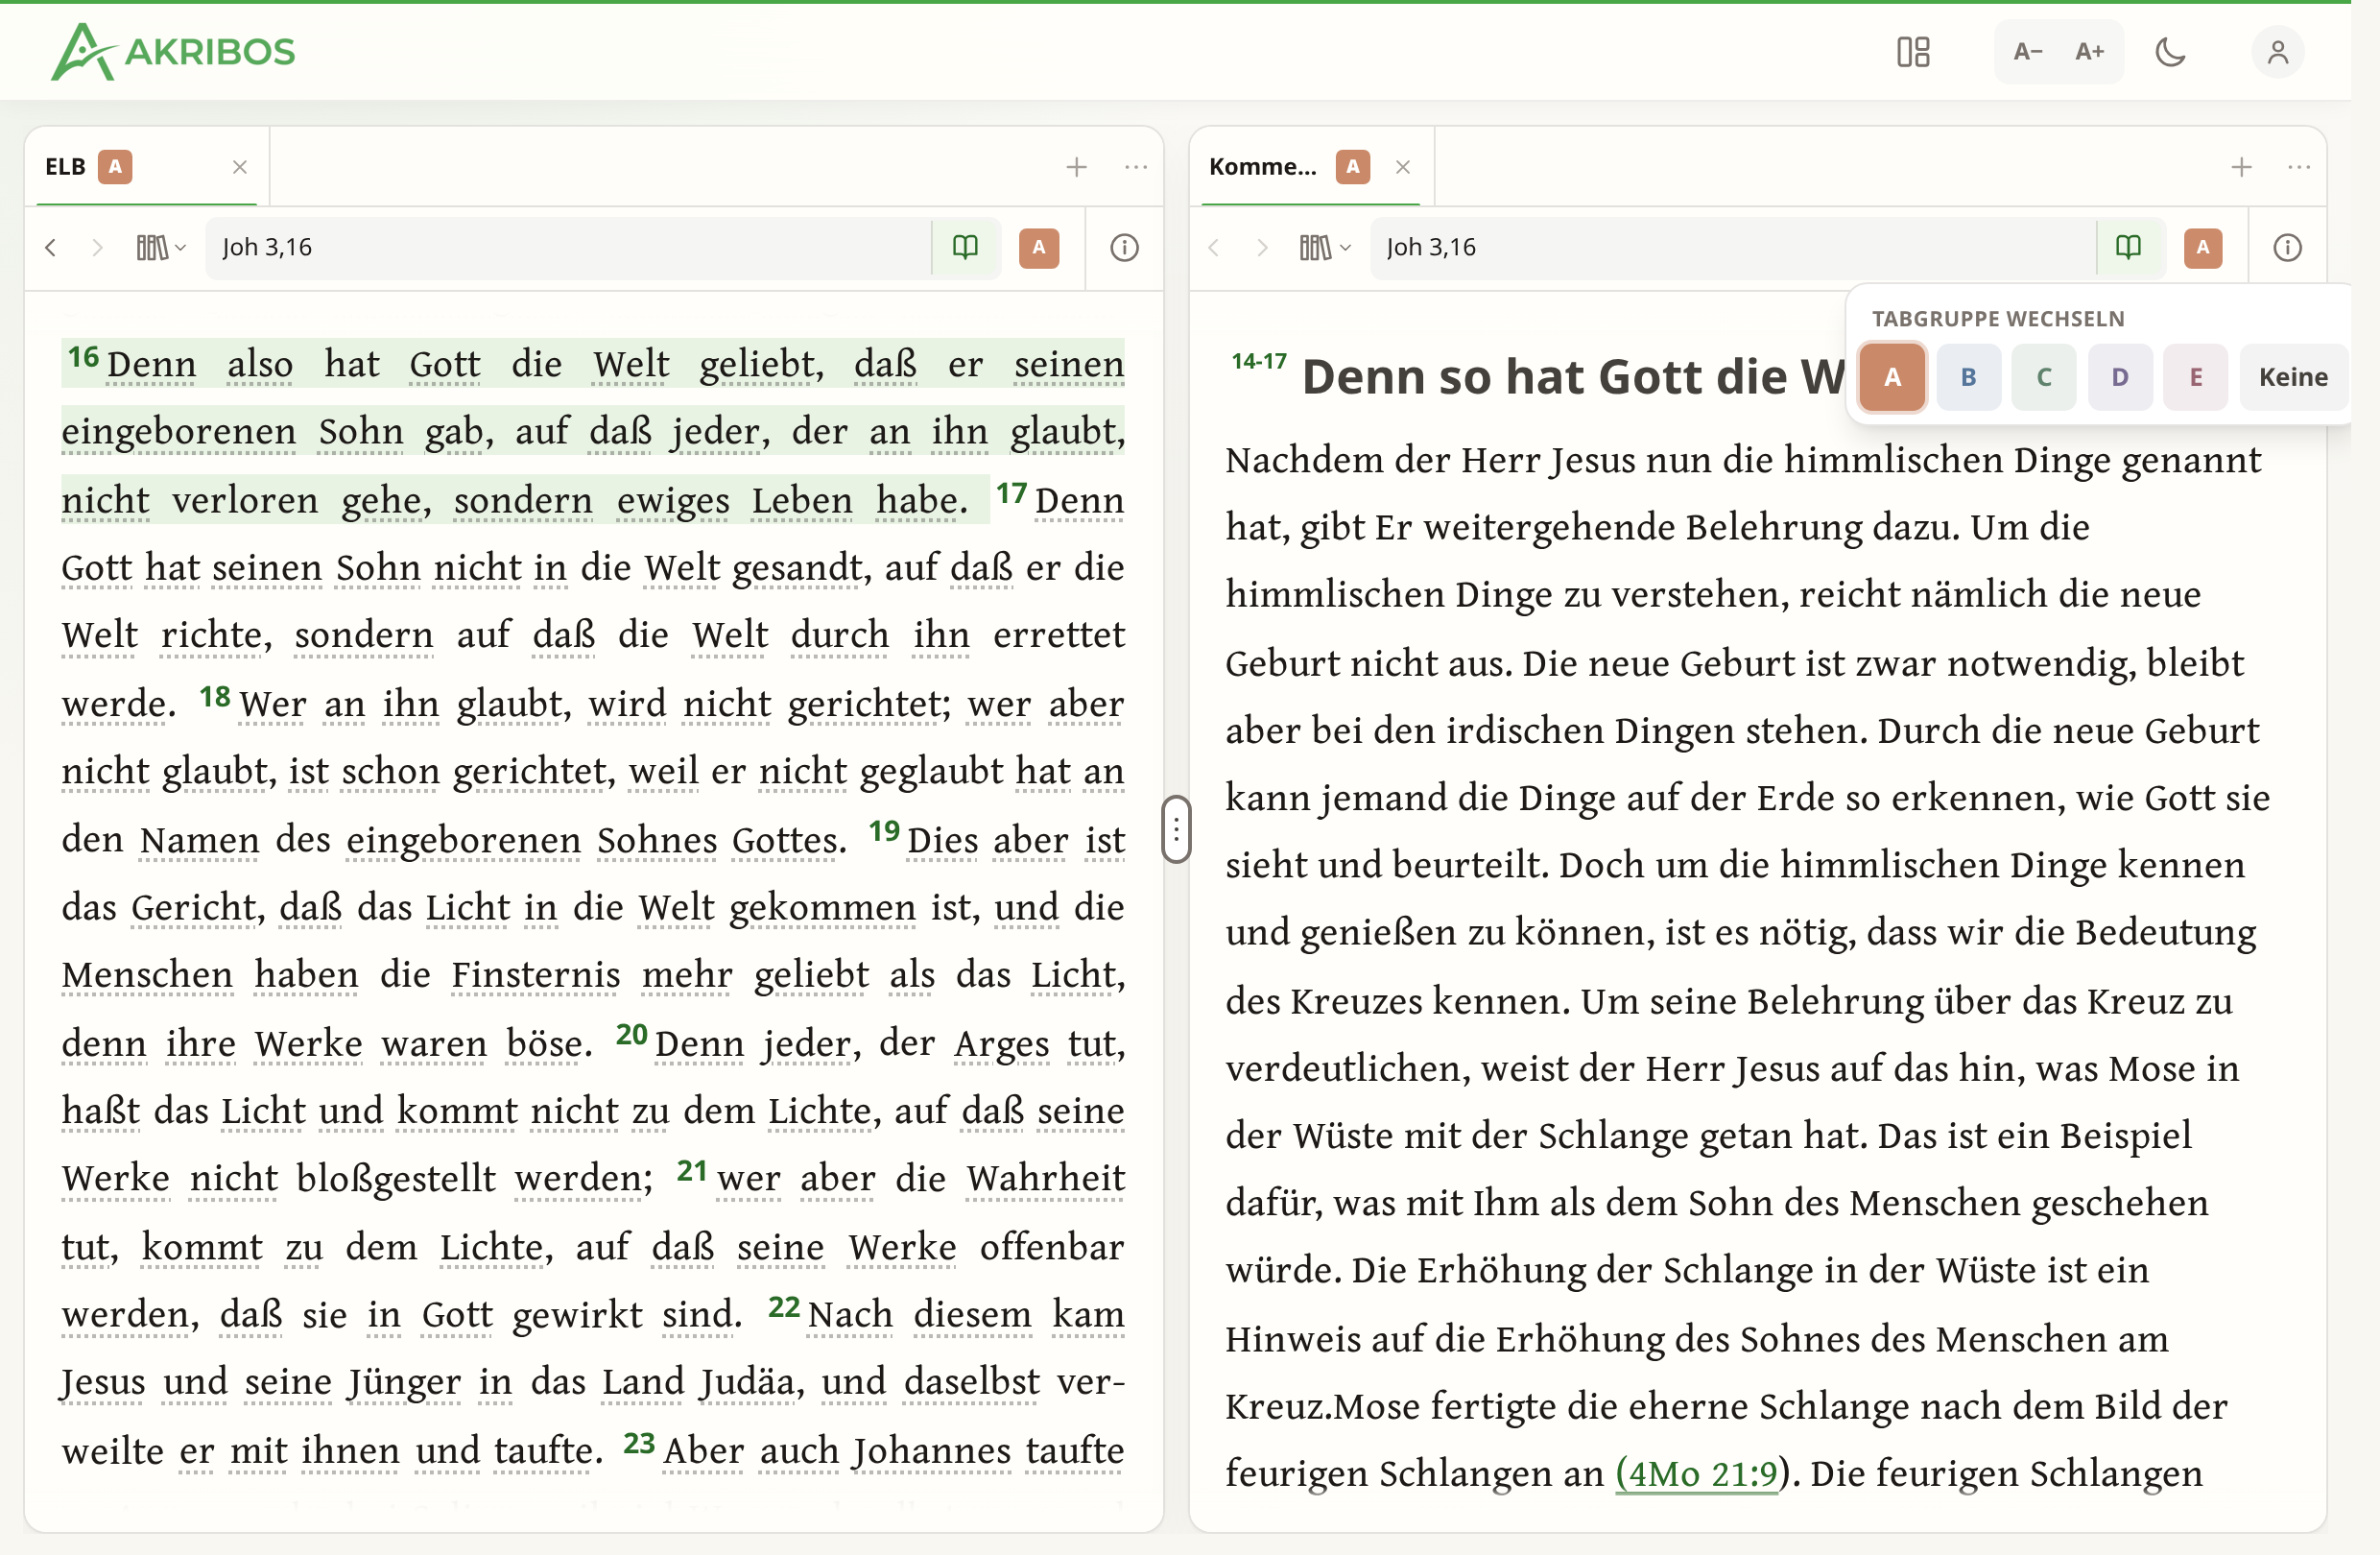 AKRIBOS
A− A+
ELB A
Joh 3,16 A
16 Denn also hat Gott die Welt geliebt, daß er seinen
eingeborenen Sohn gab, auf daß jeder, der an ihn glaubt,
nicht verloren gehe, sondern ewiges Leben habe. 17 Denn
Gott hat seinen Sohn nicht in die Welt gesandt, auf daß er die
Welt richte, sondern auf daß die Welt durch ihn errettet
werde. 18 Wer an ihn glaubt, wird nicht gerichtet; wer aber
nicht glaubt, ist schon gerichtet, weil er nicht geglaubt hat an
den Namen des eingeborenen Sohnes Gottes. 19 Dies aber ist
das Gericht, daß das Licht in die Welt gekommen ist, und die
Menschen haben die Finsternis mehr geliebt als das Licht,
denn ihre Werke waren böse. 20 Denn jeder, der Arges tut,
haßt das Licht und kommt nicht zu dem Lichte, auf daß seine
Werke nicht bloßgestellt werden; 21 wer aber die Wahrheit
tut, kommt zu dem Lichte, auf daß seine Werke offenbar
werden, daß sie in Gott gewirkt sind. 22 Nach diesem kam
Jesus und seine Jünger in das Land Judäa, und daselbst ver-
weilte er mit ihnen und taufte. 23 Aber auch Johannes taufte
Komme... A
Joh 3,16 A
TABGRUPPE WECHSELN
A B C D E Keine
14-17 Denn so hat Gott die W
Nachdem der Herr Jesus nun die himmlischen Dinge genannt
hat, gibt Er weitergehende Belehrung dazu. Um die
himmlischen Dinge zu verstehen, reicht nämlich die neue
Geburt nicht aus. Die neue Geburt ist zwar notwendig, bleibt
aber bei den irdischen Dingen stehen. Durch die neue Geburt
kann jemand die Dinge auf der Erde so erkennen, wie Gott sie
sieht und beurteilt. Doch um die himmlischen Dinge kennen
und genießen zu können, ist es nötig, dass wir die Bedeutung
des Kreuzes kennen. Um seine Belehrung über das Kreuz zu
verdeutlichen, weist der Herr Jesus auf das hin, was Mose in
der Wüste mit der Schlange getan hat. Das ist ein Beispiel
dafür, was mit Ihm als dem Sohn des Menschen geschehen
würde. Die Erhöhung der Schlange in der Wüste ist ein
Hinweis auf die Erhöhung des Sohnes des Menschen am
Kreuz.Mose fertigte die eherne Schlange nach dem Bild der
feurigen Schlangen an (4Mo 21:9). Die feurigen Schlangen